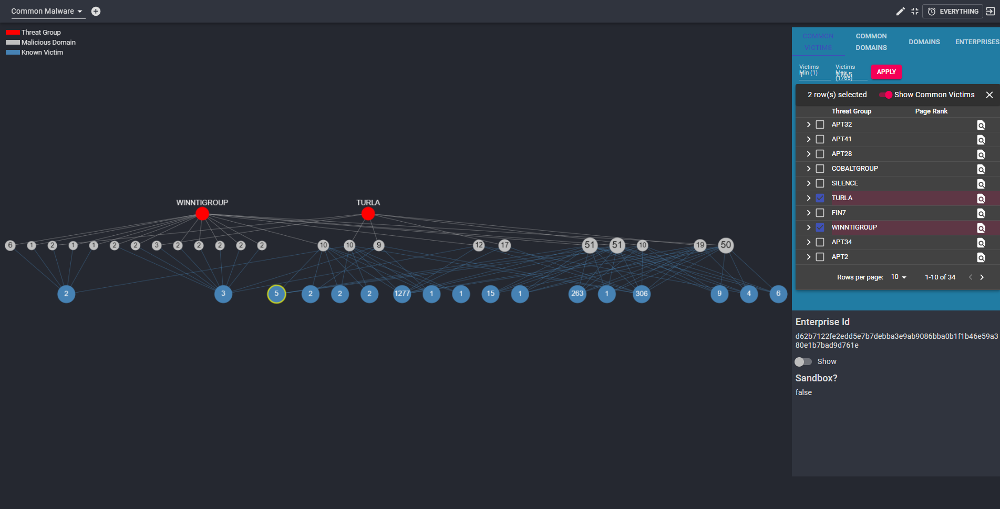 Common Malware
EVERYTHING
Threat Group
Malicious Domain
Known Victim
COMMON VICTIMS
COMMON DOMAINS
DOMAINS
ENTERPRISES
Victims Min (1)
1
Victims Max (1765)
1765
APPLY
2 row(s) selected
Show Common Victims
Threat Group Page Rank
APT32
APT41
APT28
COBALTGROUP
SILENCE
TURLA
FIN7
WINNTIGROUP
APT34
APT2
Rows per page: 10 1-10 of 34
WINNTIGROUP TURLA
6 1 2 1 1 2 2 3 2 2 2 2 2 10 10 9 12 17 51 51 10 19 50
2 3 5 2 2 2 1277 1 1 15 1 263 1 306 9 4 6
Enterprise Id
d62b7122fe2edd5e7b7debba3e9ab9086bba0b1f1b46e59a3
80e1b7bad9d761e
Show
Sandbox?
false